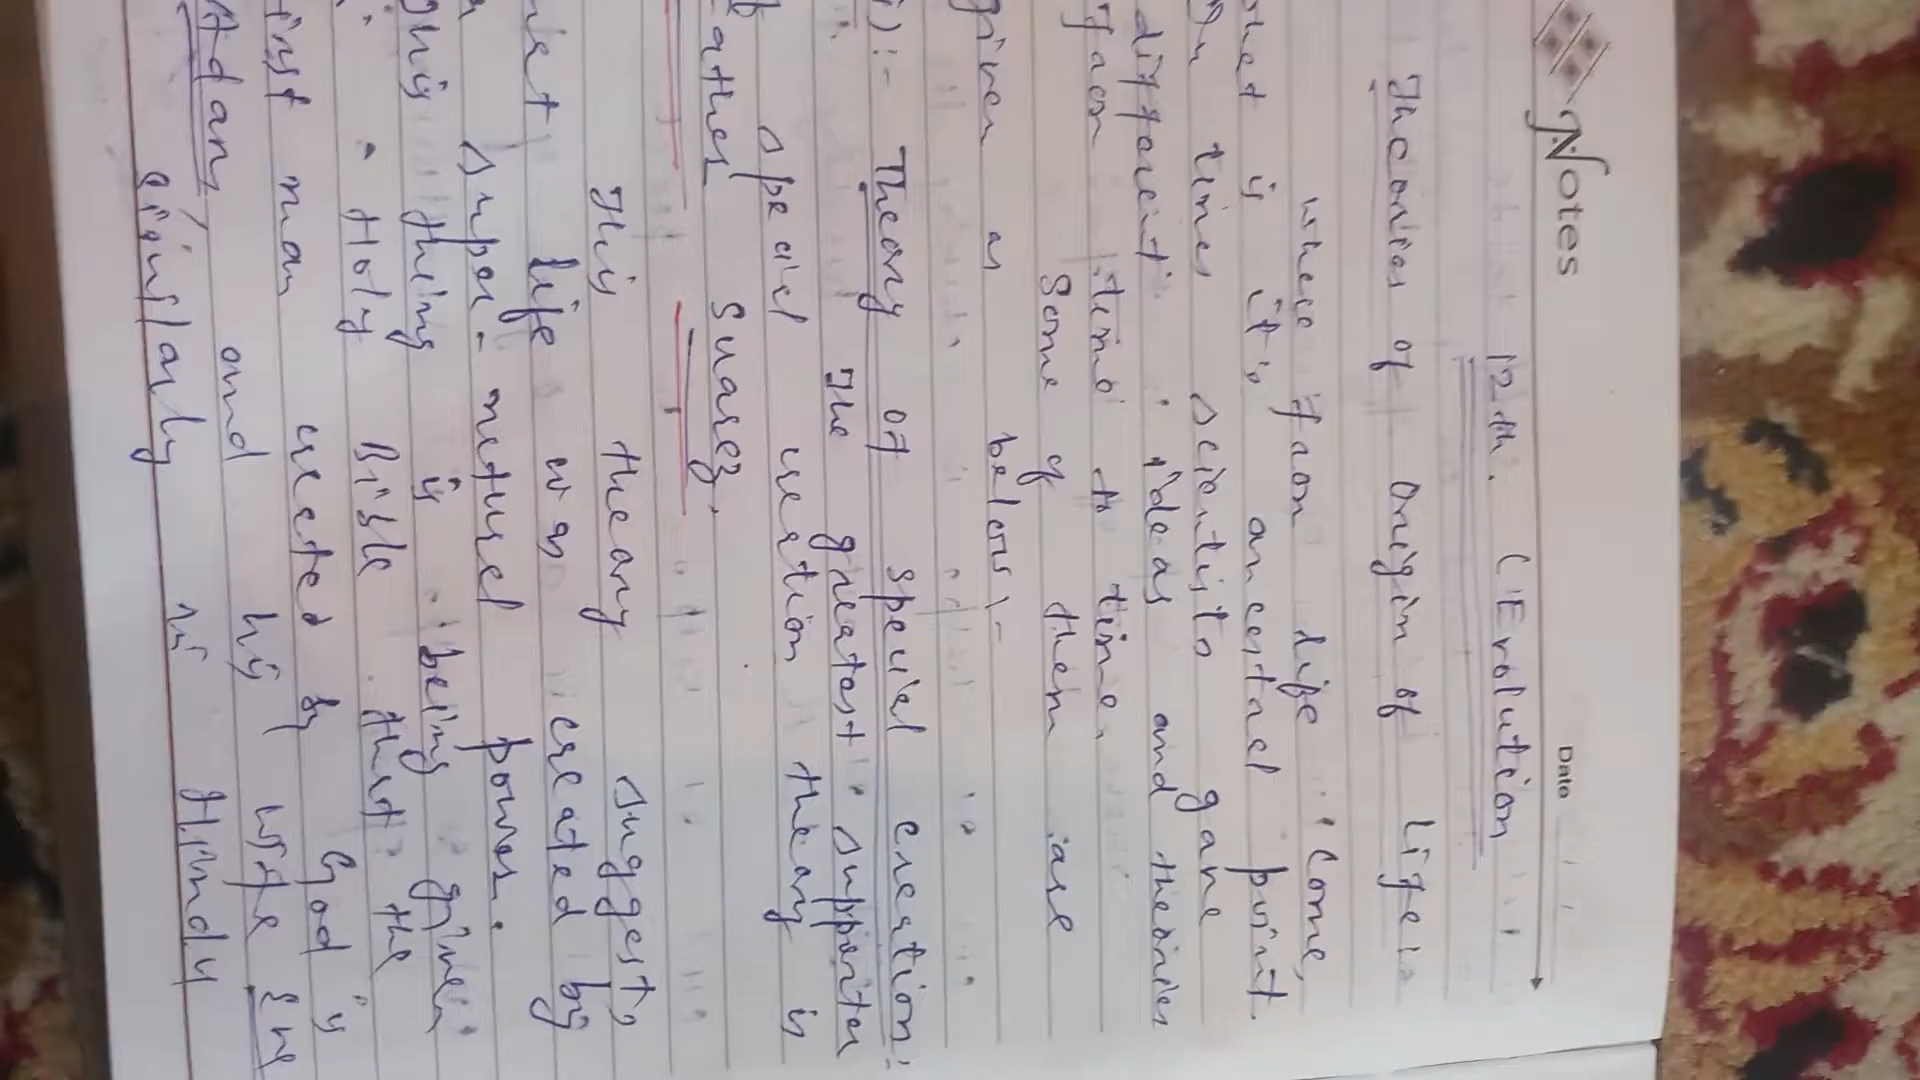 Notes
Date
12th. (Evolution
Theories of Origin of Life:-
where from life come,
what is it's ancestral point.
On times scientists gave
different ideas and theories
from time to time.
Some of them are
given as below:-
i):- Theory of special creation:
The greatest supporter
of special creation theory is
father Suarez.
This theory suggests
that life was created by
super-natural power.
This thing is being given
in Holy Bible that the
first man created by God is
Adam, and his wife Eve
similarly in Hindu